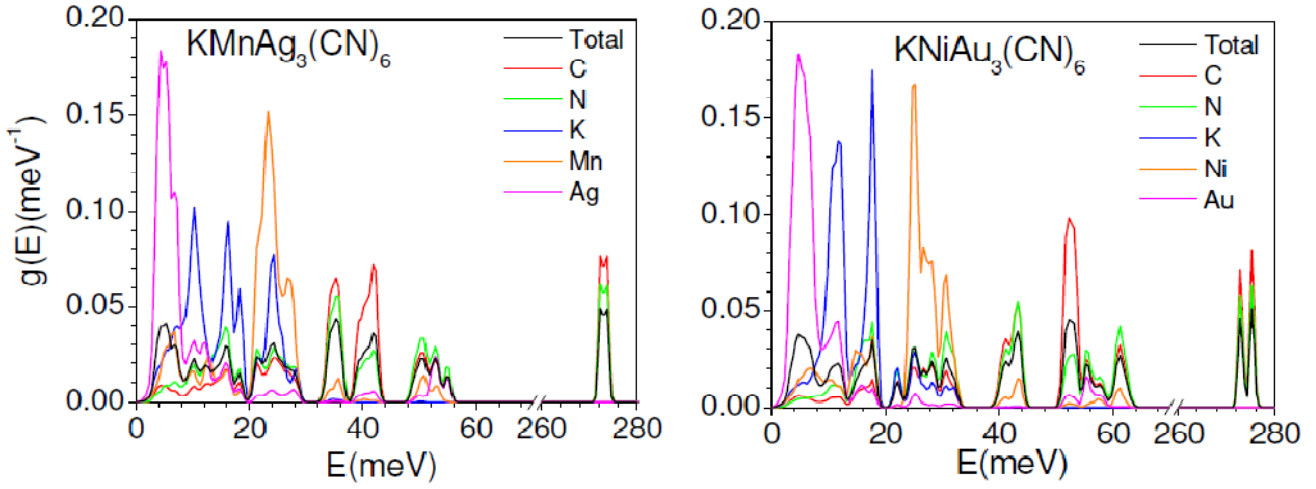 KMnAg₃(CN)₆
Total
C
N
K
Mn
Ag
g(E)(meV⁻¹)
0.20
0.15
0.10
0.05
0.00
0 20 40 60 260 280
E(meV)
KNiAu₃(CN)₆
Total
C
N
K
Ni
Au
0.20
0.15
0.10
0.05
0.00
0 20 40 60 260 280
E(meV)